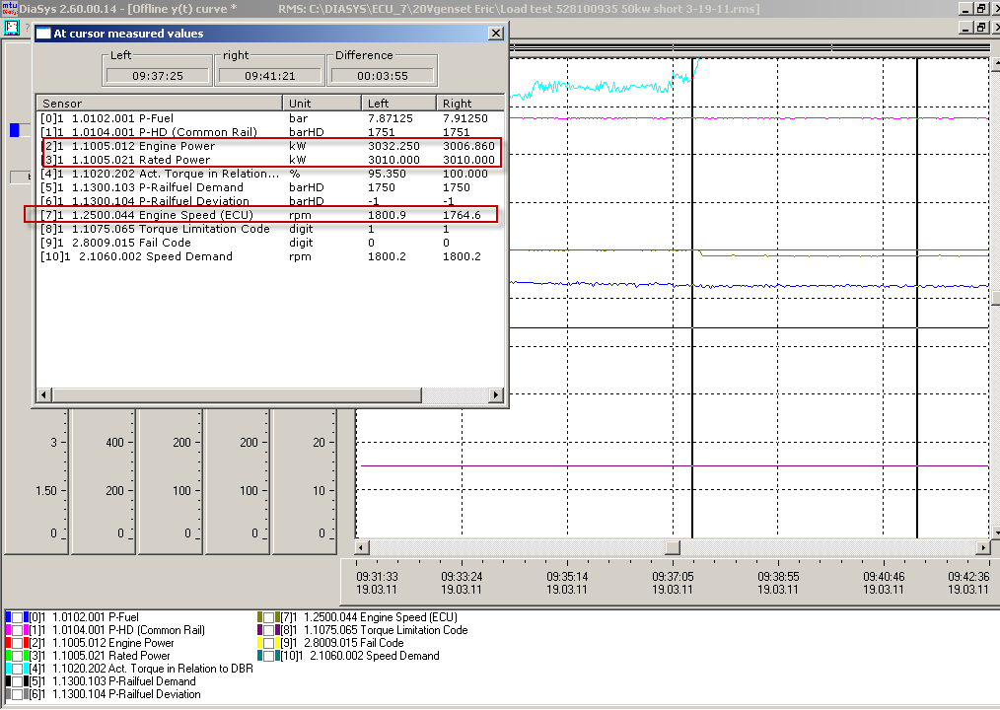 mtu
DiaSys
DiaSys 2.60.00.14 - [Offline y(t) curve * RMS: C:\DIASYS\ECU_7\20Vgenset Eric\Load test 528100935 50kw short 3-19-11.rms]
At cursor measured values
Left right Difference
09:37:25 09:41:21 00:03:55
Sensor Unit Left Right
[0]1 1.0102.001 P-Fuel bar 7.87125 7.91250
[1]1 1.0104.001 P-HD (Common Rail) barHD 1751 1751
[2]1 1.1005.012 Engine Power kW 3032.250 3006.860
[3]1 1.1005.021 Rated Power kW 3010.000 3010.000
[4]1 1.1020.202 Act. Torque in Relation... % 95.350 100.000
[5]1 1.1300.103 P-Railfuel Demand barHD 1750 1750
[6]1 1.1300.104 P-Railfuel Deviation barHD -1 -1
[7]1 1.2500.044 Engine Speed (ECU) rpm 1800.9 1764.6
[8]1 1.1075.065 Torque Limitation Code digit 1 1
[9]1 2.8009.015 Fail Code digit 0 0
[10]1 2.1060.002 Speed Demand rpm 1800.2 1800.2
3 400 200 200 20
1.50 200 100 100 10
0 0 0 0 0
09:31:33 09:33:24 09:35:14 09:37:05 09:38:55 09:40:46 09:42:36
19.03.11 19.03.11 19.03.11 19.03.11 19.03.11 19.03.11 19.03.11
[0]1 1.0102.001 P-Fuel
[1]1 1.0104.001 P-HD (Common Rail)
[2]1 1.1005.012 Engine Power
[3]1 1.1005.021 Rated Power
[4]1 1.1020.202 Act. Torque in Relation to DBR
[5]1 1.1300.103 P-Railfuel Demand
[6]1 1.1300.104 P-Railfuel Deviation
[7]1 1.2500.044 Engine Speed (ECU)
[8]1 1.1075.065 Torque Limitation Code
[9]1 2.8009.015 Fail Code
[10]1 2.1060.002 Speed Demand